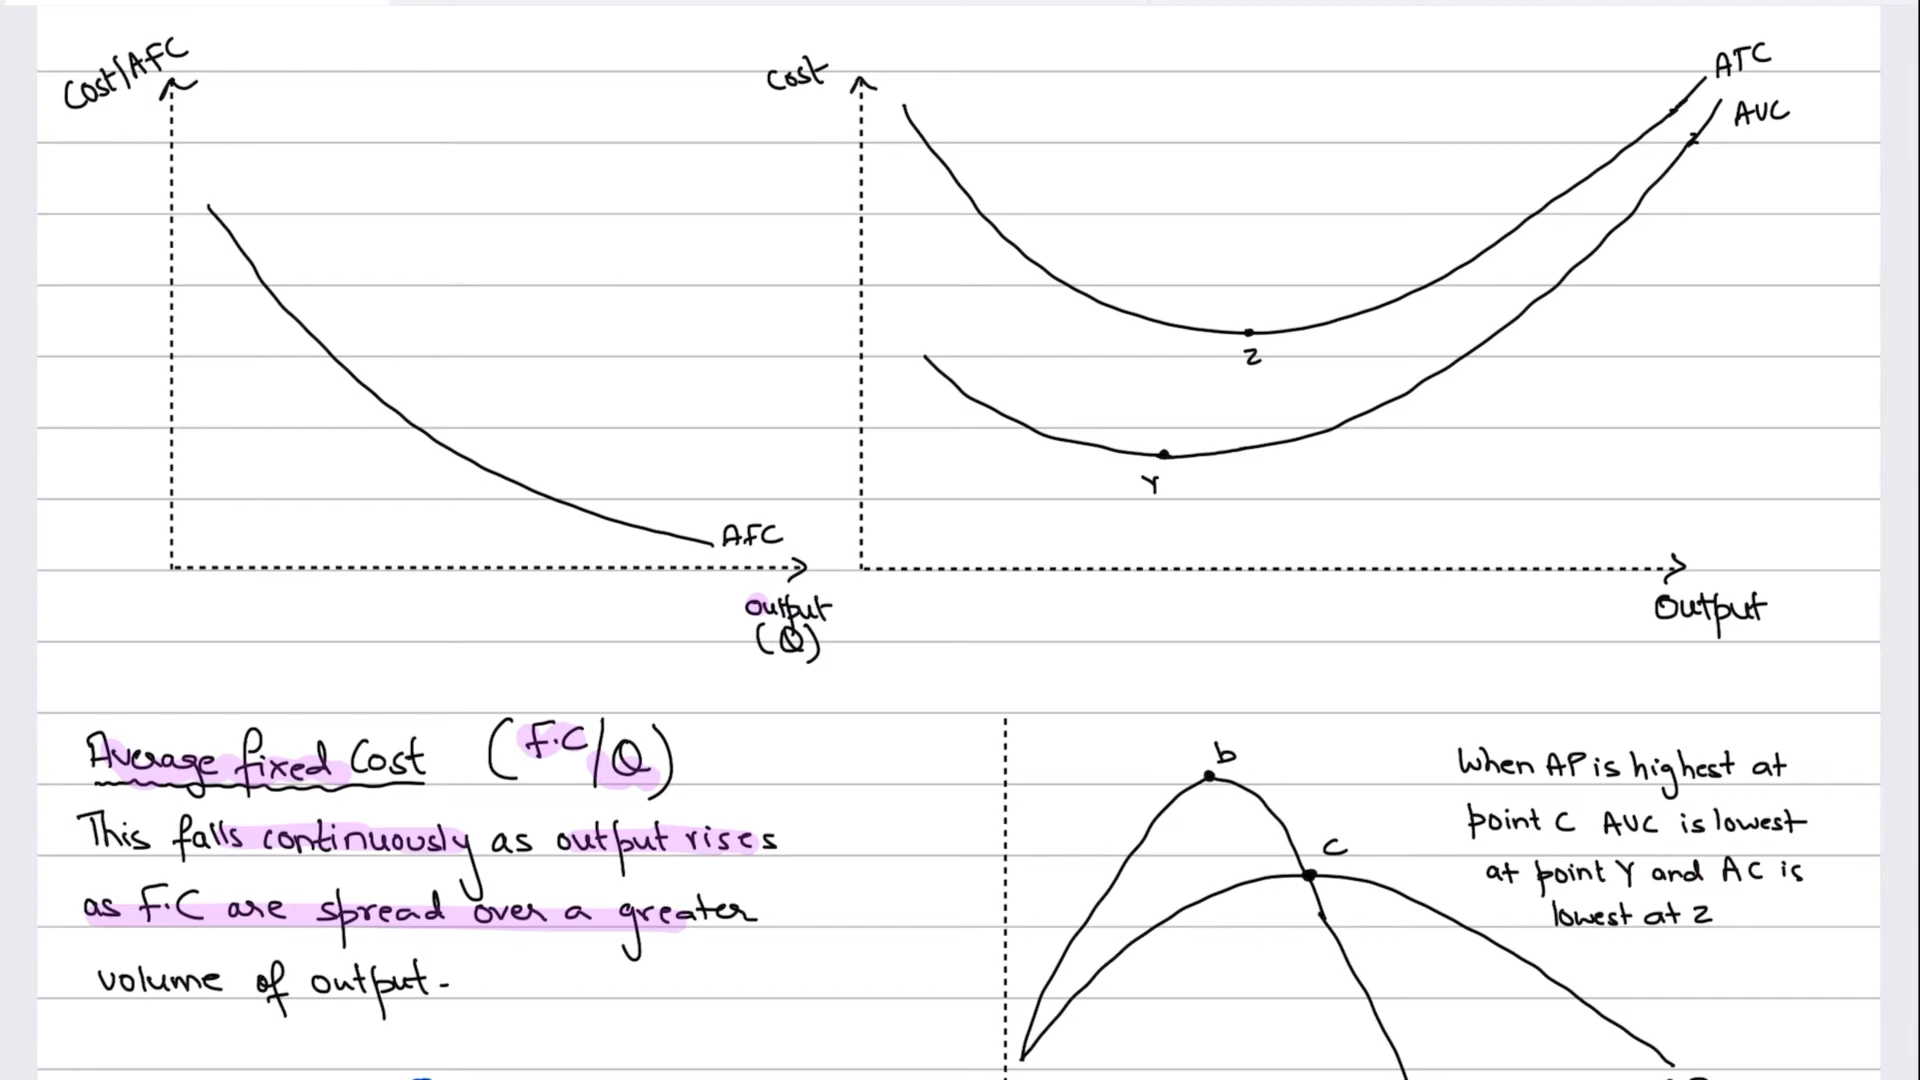 Cost/AFC
AFC
output
(Q)
Cost
ATC
AVC
Z
Y
Output
Average fixed Cost (F.C/Q)
This falls continuously as output rises
as F.C are spread over a greater
volume of output.
b
C
When AP is highest at
point C AVC is lowest
at point Y and AC is
lowest at Z